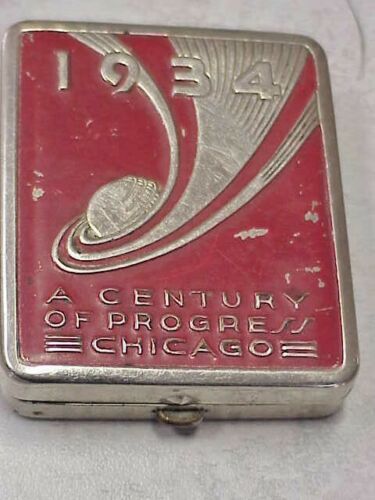 1934
A CENTURY
OF PROGRESS
CHICAGO